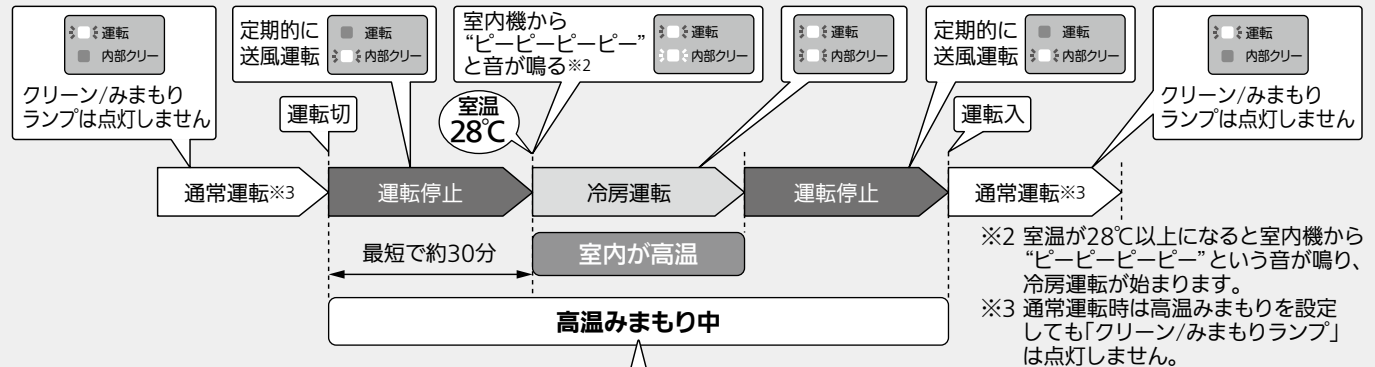 運転
内部クリー
クリーン/みまもり
ランプは点灯しません
定期的に
送風運転
運転
内部クリー
室内機から
“ピーピーピーピー”
と音が鳴る※2
運転
内部クリー
運転
内部クリー
定期的に
送風運転
運転
内部クリー
運転
内部クリー
クリーン/みまもり
ランプは点灯しません
運転切
室温
28℃
運転入
通常運転※3
運転停止
冷房運転
運転停止
通常運転※3
最短で約30分
室内が高温
高温みまもり中
※2 室温が28℃以上になると室内機から
“ピーピーピーピー”という音が鳴り、
冷房運転が始まります。
※3 通常運転時は高温みまもりを設定
しても「クリーン/みまもりランプ」
は点灯しません。